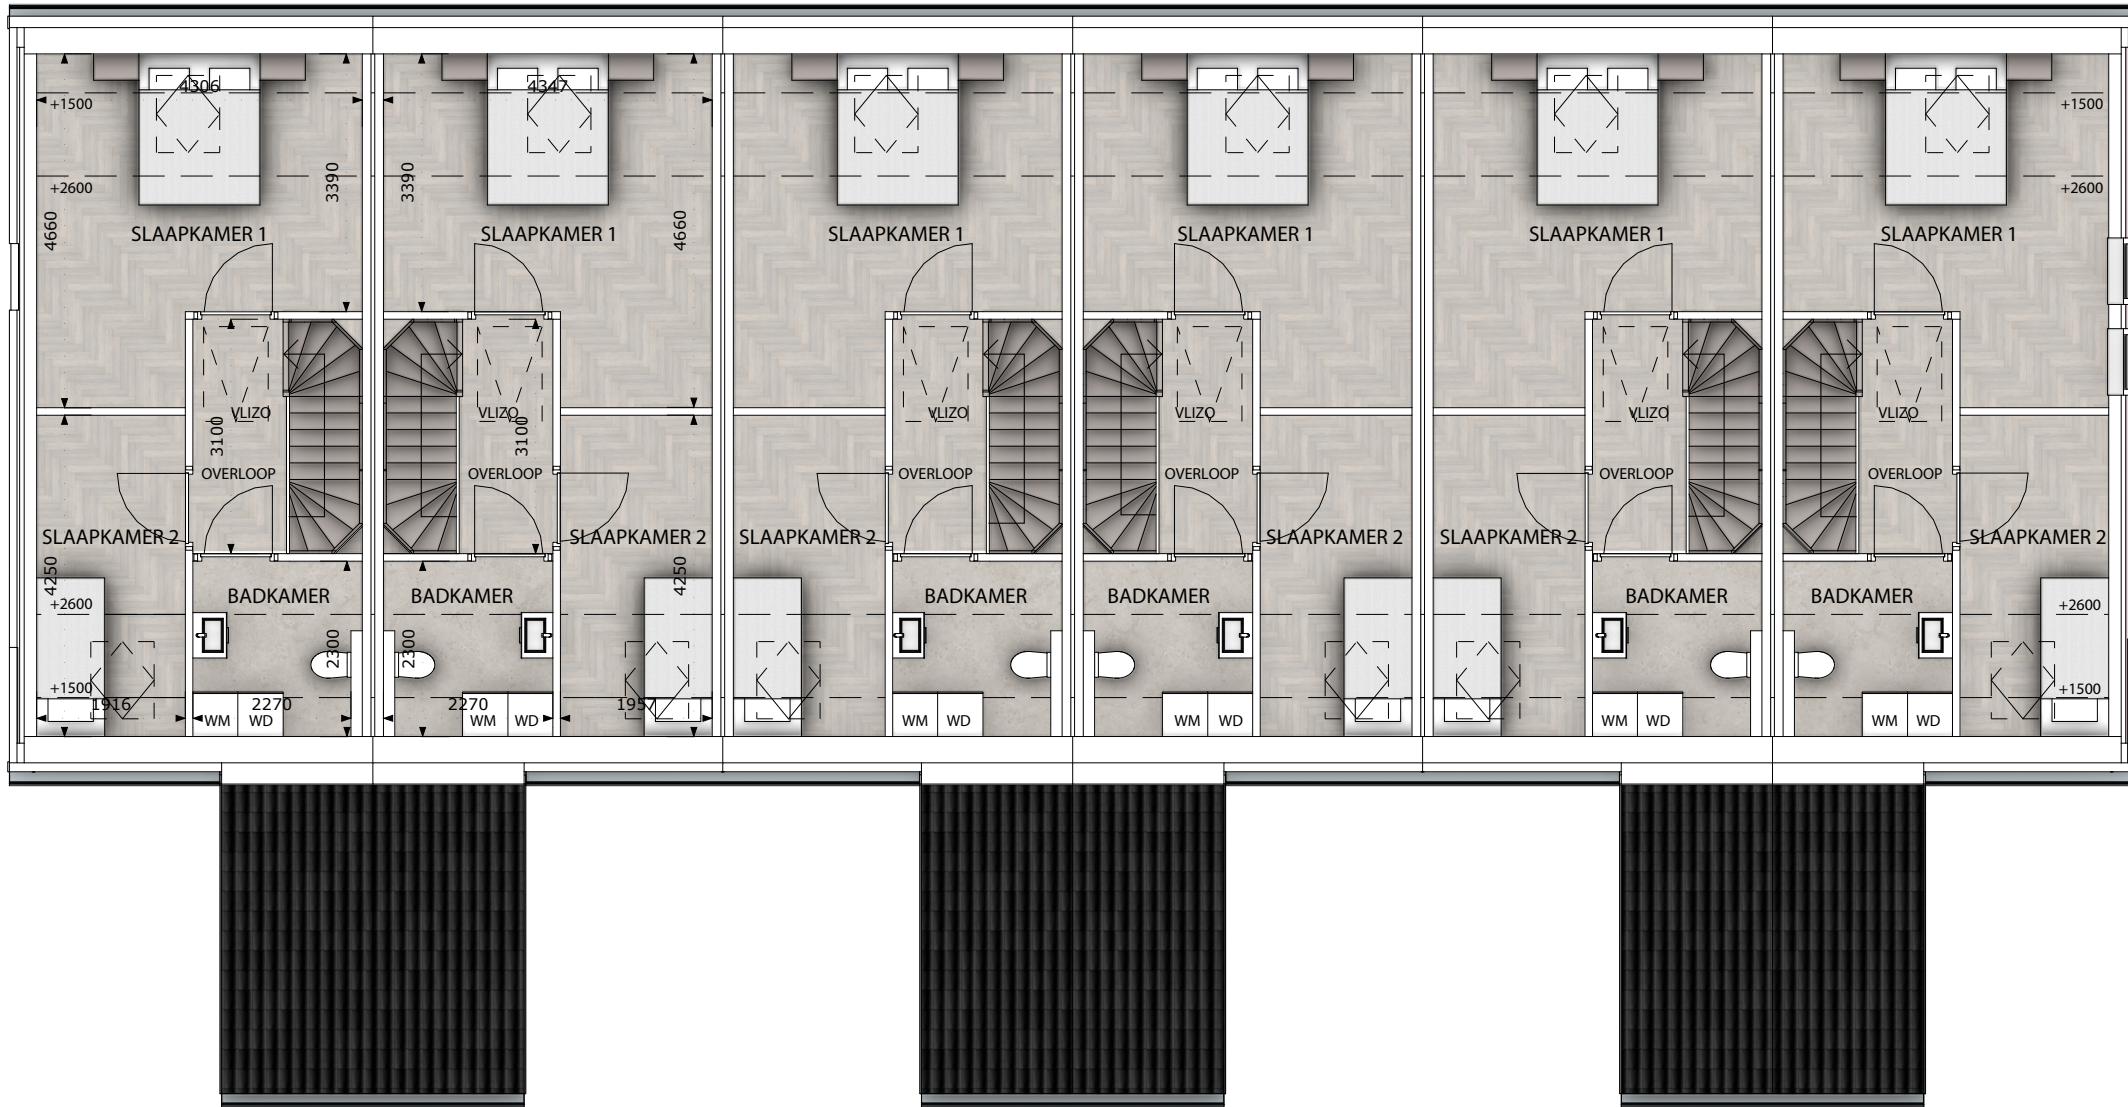 4306
4347
+1500
+1500
+2600
3390
3390
+2600
4660
4660
SLAAPKAMER 1
SLAAPKAMER 1
SLAAPKAMER 1
SLAAPKAMER 1
SLAAPKAMER 1
SLAAPKAMER 1
VLIZO
VLIZO
VLIZO
VLIZO
VLIZO
VLIZO
3100
3100
OVERLOOP
OVERLOOP
OVERLOOP
OVERLOOP
OVERLOOP
OVERLOOP
SLAAPKAMER 2
SLAAPKAMER 2
SLAAPKAMER 2
SLAAPKAMER 2
SLAAPKAMER 2
SLAAPKAMER 2
4250
4250
BADKAMER
BADKAMER
BADKAMER
BADKAMER
BADKAMER
BADKAMER
+2600
+2600
2300
2300
+1500
+1500
1916
2270
2270
1957
WM WD
WM WD
WM WD
WM WD
WM WD
WM WD